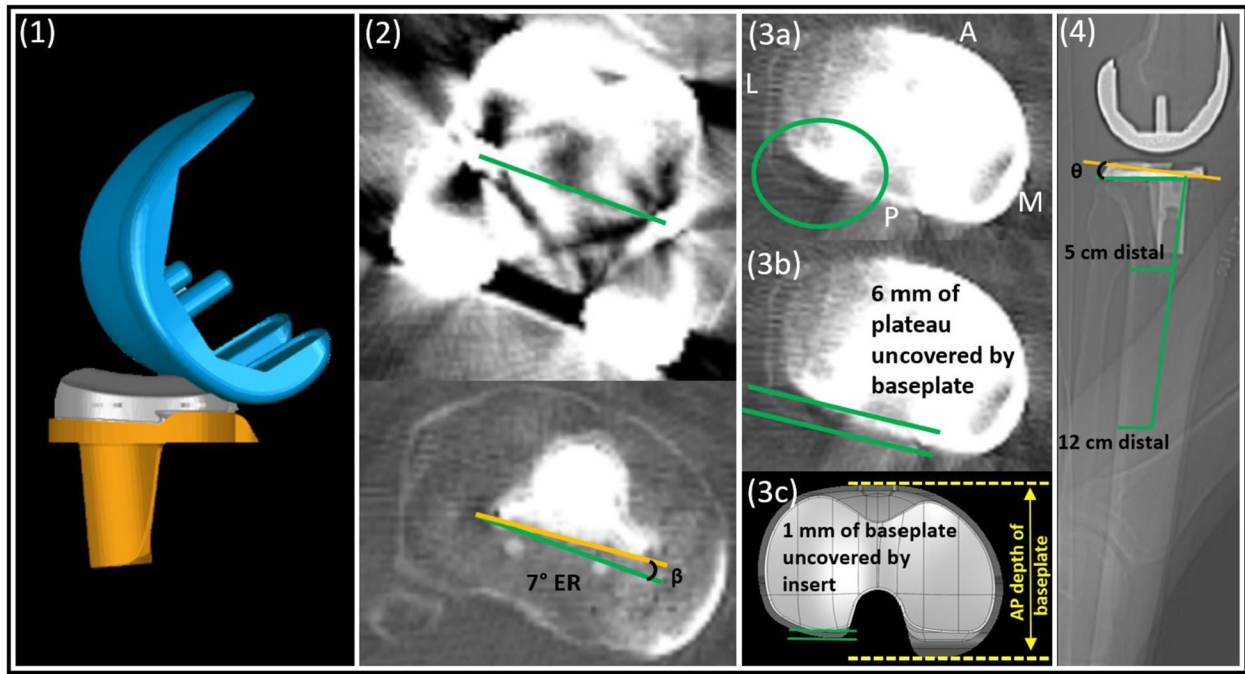 (1)
(2)
7° ER
β
(3a)
A
L
P
M
(3b)
6 mm of
plateau
uncovered by
baseplate
(3c)
1 mm of baseplate
uncovered by
insert
AP depth of
baseplate
(4)
θ
5 cm distal
12 cm distal